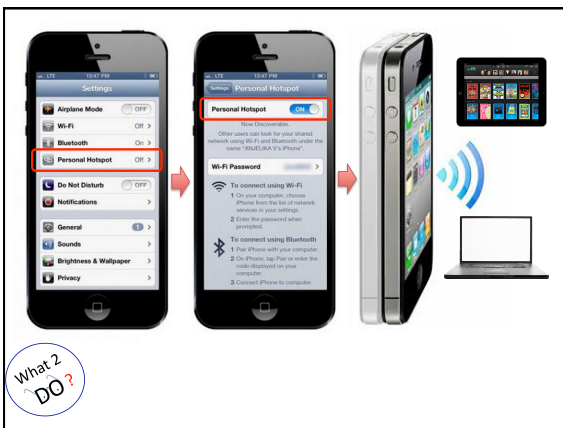 LTE 12:47 PM
Settings
Airplane Mode OFF
Wi-Fi Off >
Bluetooth On >
Personal Hotspot Off >
Do Not Disturb OFF
Notifications >
General 1 >
Sounds >
Brightness & Wallpaper >
Privacy >
LTE 12:47 PM
Settings Personal Hotspot
Personal Hotspot ON
Now Discoverable.
Other users can look for your shared
network using Wi-Fi and Bluetooth under the
name "ANJELIKA V's iPhone".
Wi-Fi Password >
To connect using Wi-Fi
1 On your computer, choose
iPhone from the list of network
services in your settings.
2 Enter the password when
prompted.
To connect using Bluetooth
1 Pair iPhone with your computer.
2 On iPhone, tap Pair or enter the
code displayed on your
computer.
3 Connect iPhone to computer.
What 2
DO?